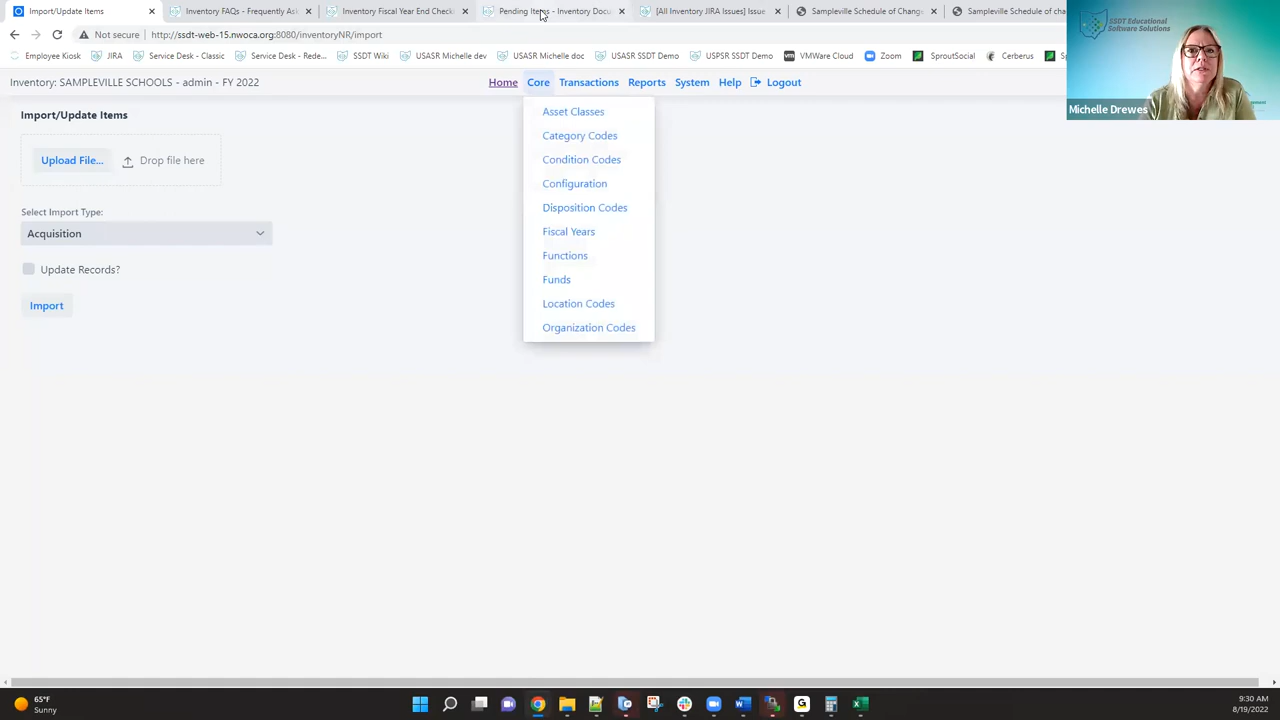 Import/Update Items
Inventory FAQs - Frequently Ask
Inventory Fiscal Year End Check
Pending Items - Inventory Docu
[All Inventory JIRA Issues] Issue
Sampleville Schedule of Change
Sampleville Schedule of cha
Not secure
http://ssdt-web-15.nwoca.org:8080/inventoryNR/import
Employee Kiosk
JIRA
Service Desk - Classic
Service Desk - Rede...
SSDT Wiki
USASR Michelle dev
USASR Michelle doc
USASR SSDT Demo
USPSR SSDT Demo
vm VMWare Cloud
Zoom
SproutSocial
Cerberus
SSDT Educational
Software Solutions
Michelle Drewes
Inventory: SAMPLEVILLE SCHOOLS - admin - FY 2022
Home Core Transactions Reports System Help Logout
Import/Update Items
Upload File... Drop file here
Select Import Type:
Acquisition
Update Records?
Import
Asset Classes
Category Codes
Condition Codes
Configuration
Disposition Codes
Fiscal Years
Functions
Funds
Location Codes
Organization Codes
65°F
Sunny
9:30 AM
8/19/2022